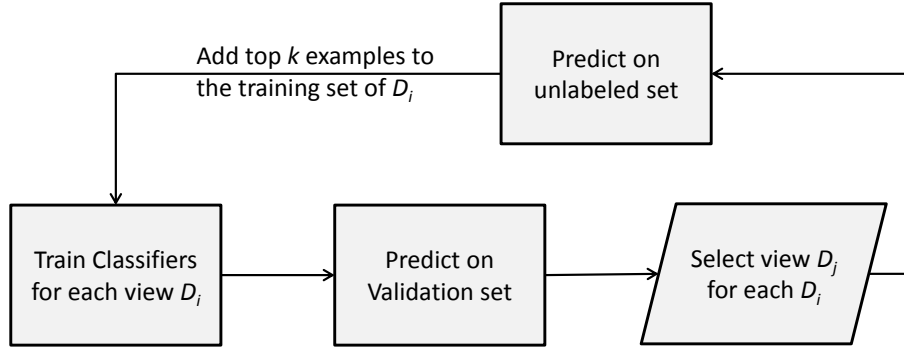 Add top k examples to
the training set of Di
Predict on
unlabeled set
Train Classifiers
for each view Di
Predict on
Validation set
Select view Dj
for each Di